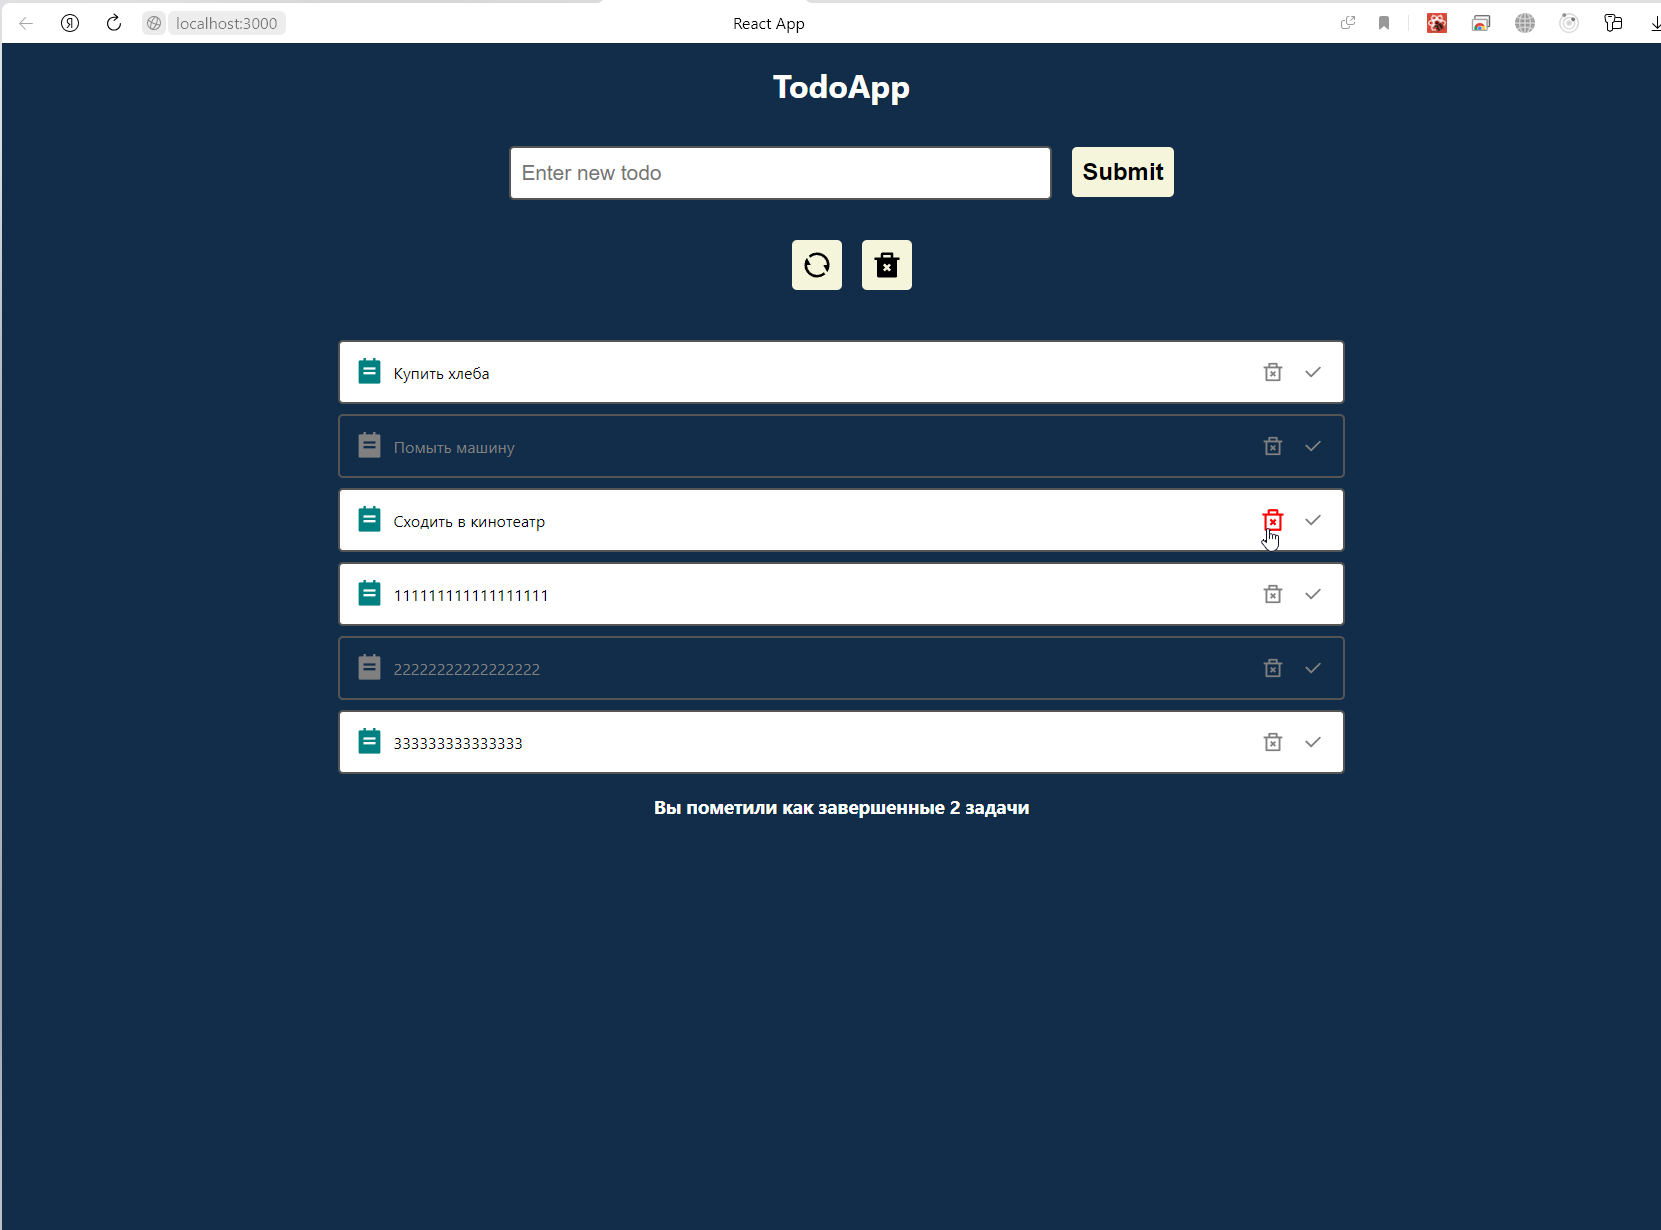 localhost:3000
React App
TodoApp
Enter new todo
Submit
Купить хлеба
Помыть машину
Сходить в кинотеатр
111111111111111111
22222222222222222
333333333333333
Вы пометили как завершенные 2 задачи